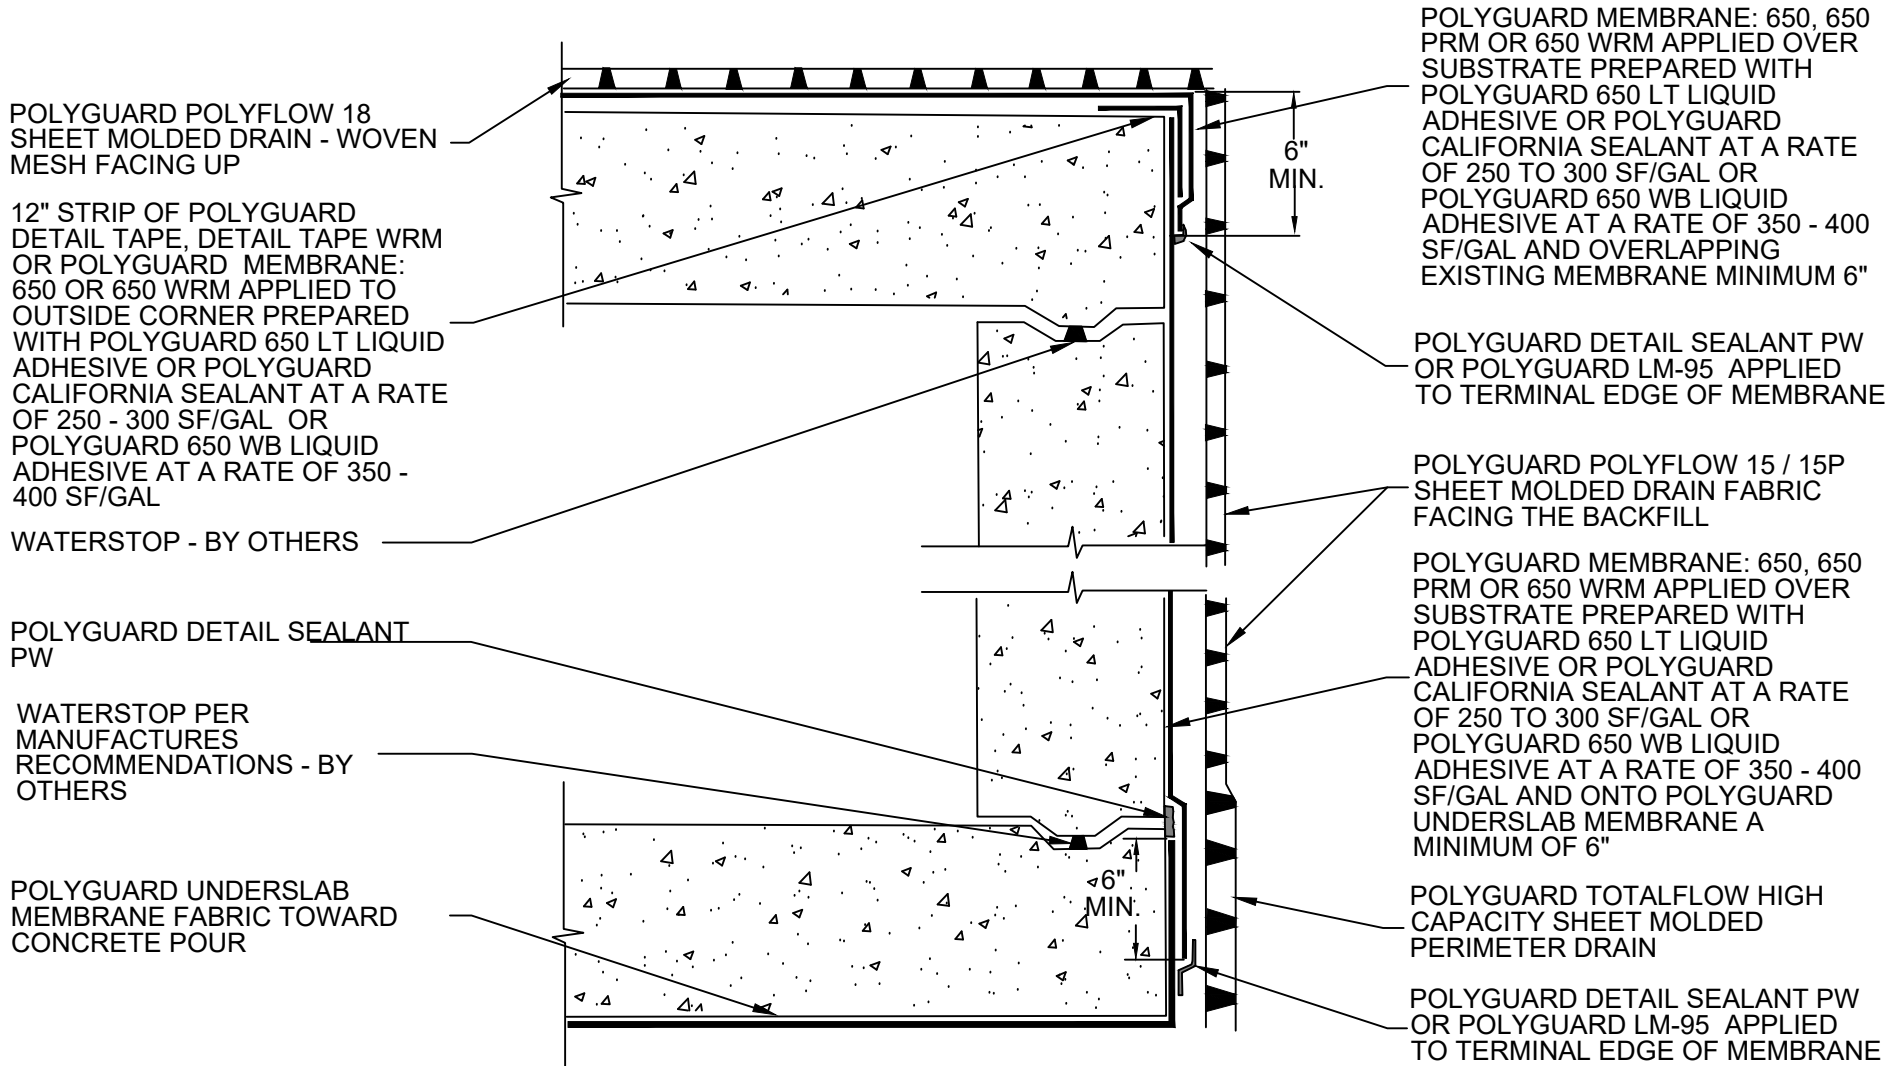 POLYGUARD POLYFLOW 18
SHEET MOLDED DRAIN - WOVEN
MESH FACING UP
12" STRIP OF POLYGUARD
DETAIL TAPE, DETAIL TAPE WRM
OR POLYGUARD MEMBRANE:
650 OR 650 WRM APPLIED TO
OUTSIDE CORNER PREPARED
WITH POLYGUARD 650 LT LIQUID
ADHESIVE OR POLYGUARD
CALIFORNIA SEALANT AT A RATE
OF 250 - 300 SF/GAL OR
POLYGUARD 650 WB LIQUID
ADHESIVE AT A RATE OF 350 -
400 SF/GAL
WATERSTOP - BY OTHERS
POLYGUARD DETAIL SEALANT
PW
WATERSTOP PER
MANUFACTURES
RECOMMENDATIONS - BY
OTHERS
POLYGUARD UNDERSLAB
MEMBRANE FABRIC TOWARD
CONCRETE POUR
6"
MIN.
6"
MIN.
POLYGUARD MEMBRANE: 650, 650
PRM OR 650 WRM APPLIED OVER
SUBSTRATE PREPARED WITH
POLYGUARD 650 LT LIQUID
ADHESIVE OR POLYGUARD
CALIFORNIA SEALANT AT A RATE
OF 250 TO 300 SF/GAL OR
POLYGUARD 650 WB LIQUID
ADHESIVE AT A RATE OF 350 - 400
SF/GAL AND OVERLAPPING
EXISTING MEMBRANE MINIMUM 6"
POLYGUARD DETAIL SEALANT PW
OR POLYGUARD LM-95 APPLIED
TO TERMINAL EDGE OF MEMBRANE
POLYGUARD POLYFLOW 15 / 15P
SHEET MOLDED DRAIN FABRIC
FACING THE BACKFILL
POLYGUARD MEMBRANE: 650, 650
PRM OR 650 WRM APPLIED OVER
SUBSTRATE PREPARED WITH
POLYGUARD 650 LT LIQUID
ADHESIVE OR POLYGUARD
CALIFORNIA SEALANT AT A RATE
OF 250 TO 300 SF/GAL OR
POLYGUARD 650 WB LIQUID
ADHESIVE AT A RATE OF 350 - 400
SF/GAL AND ONTO POLYGUARD
UNDERSLAB MEMBRANE A
MINIMUM OF 6"
POLYGUARD TOTALFLOW HIGH
CAPACITY SHEET MOLDED
PERIMETER DRAIN
POLYGUARD DETAIL SEALANT PW
OR POLYGUARD LM-95 APPLIED
TO TERMINAL EDGE OF MEMBRANE